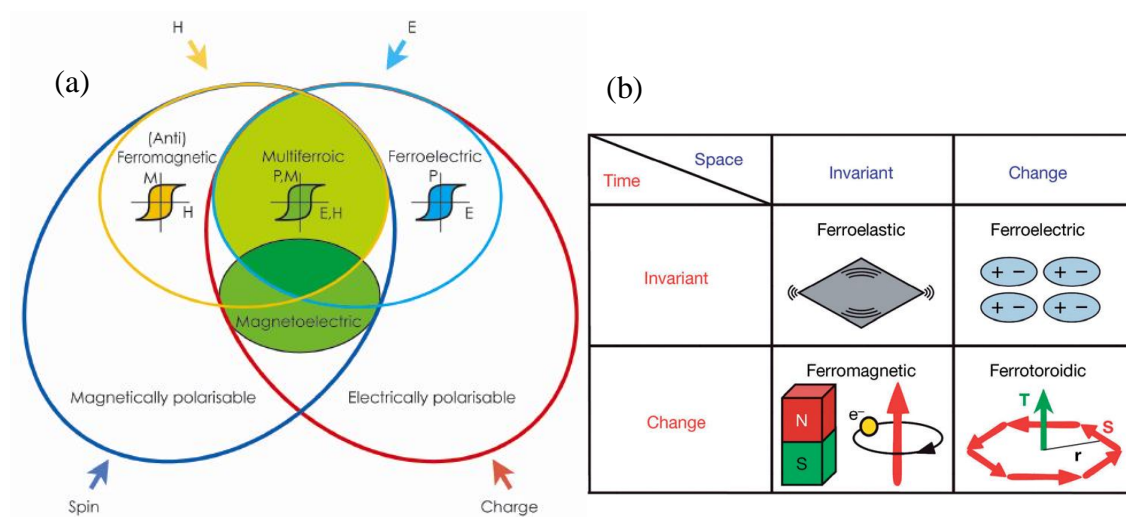 H
E
(a)
(Anti)
Ferromagnetic
M
H
Multiferroic
P,M
E,H
Ferroelectric
P
E
Magnetoelectric
Magnetically polarisable
Electrically polarisable
Spin
Charge
(b)
Space
Time
Invariant
Change
Invariant
Ferroelastic
Ferroelectric
+ − + −
+ − + −
Change
Ferromagnetic
N
S
e−
Ferrotoroidic
T
S
r